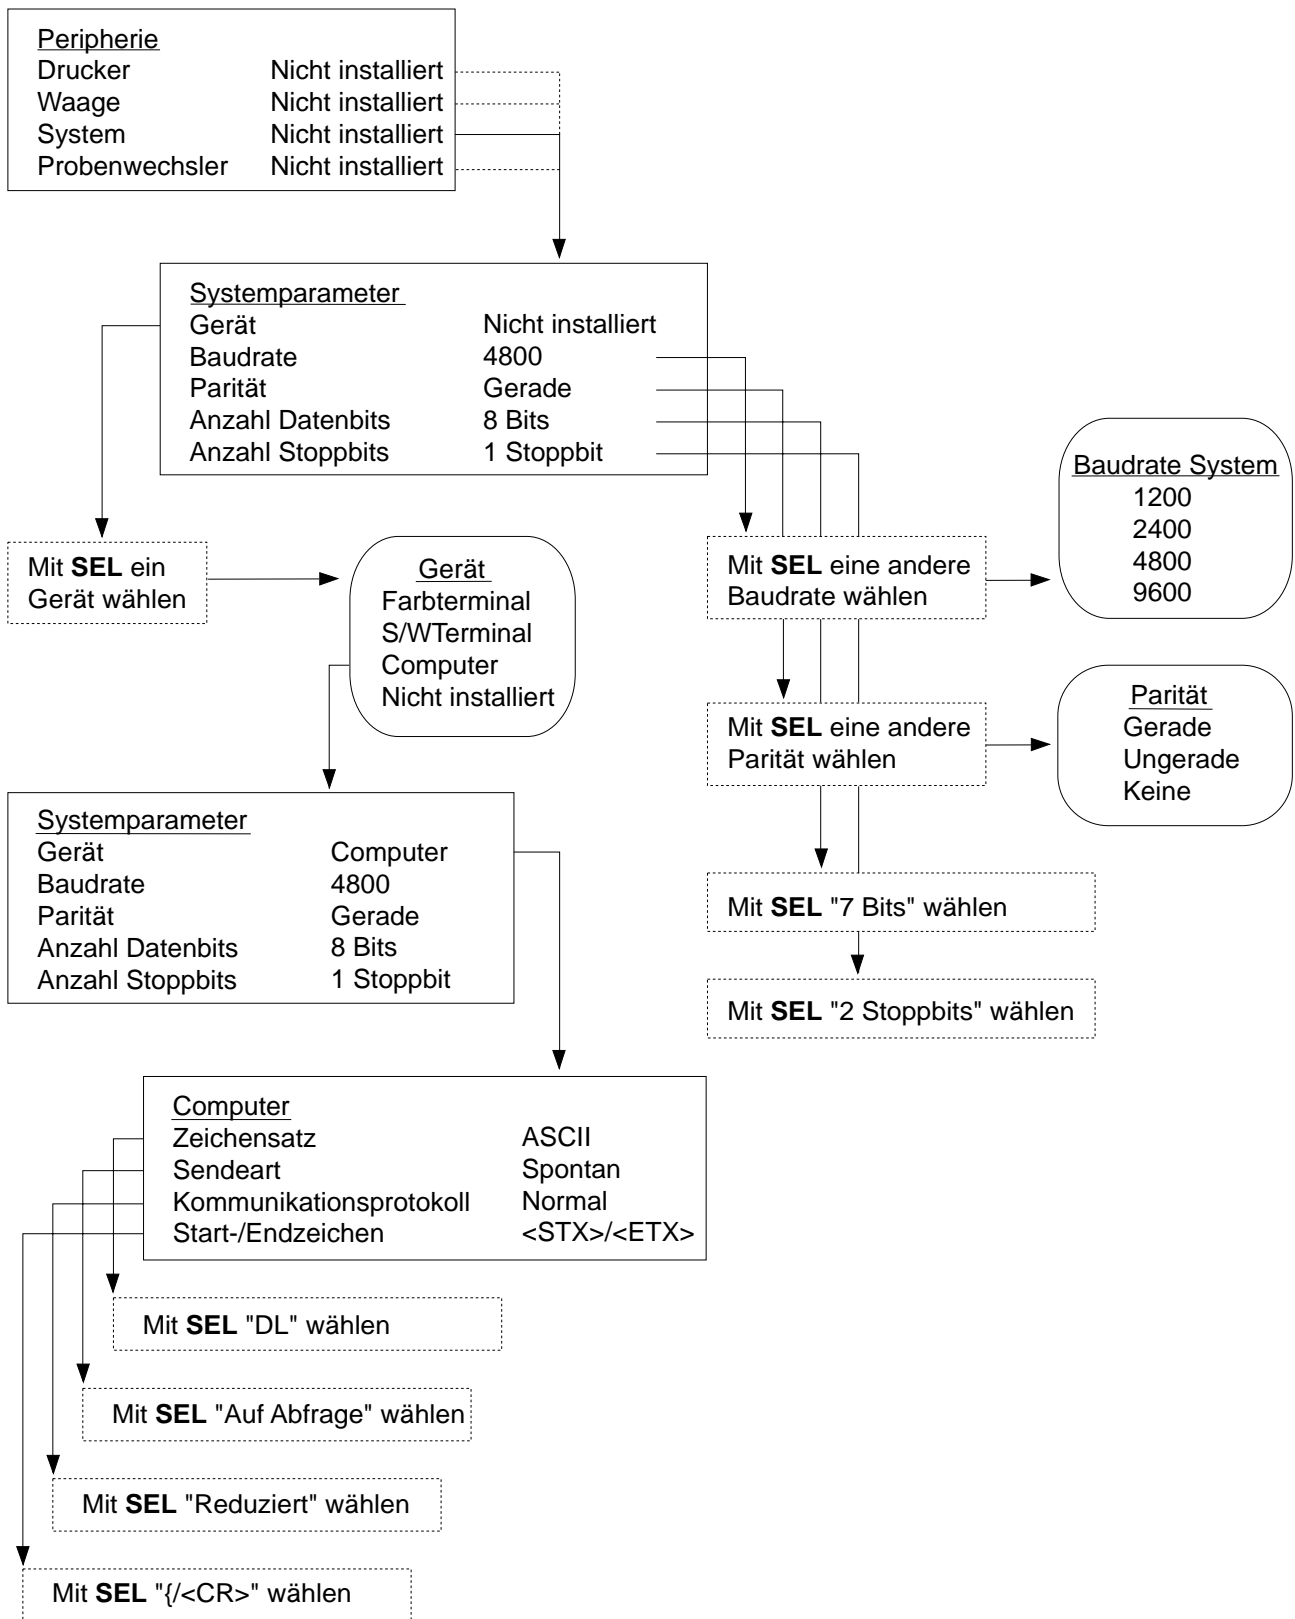 Peripherie
Drucker Nicht installiert
Waage Nicht installiert
System Nicht installiert
Probenwechsler Nicht installiert
Systemparameter
Gerät Nicht installiert
Baudrate 4800
Parität Gerade
Anzahl Datenbits 8 Bits
Anzahl Stoppbits 1 Stoppbit
Mit SEL ein
Gerät wählen
Gerät
Farbterminal
S/WTerminal
Computer
Nicht installiert
Mit SEL eine andere
Baudrate wählen
Baudrate System
1200
2400
4800
9600
Mit SEL eine andere
Parität wählen
Parität
Gerade
Ungerade
Keine
Mit SEL "7 Bits" wählen
Mit SEL "2 Stoppbits" wählen
Systemparameter
Gerät Computer
Baudrate 4800
Parität Gerade
Anzahl Datenbits 8 Bits
Anzahl Stoppbits 1 Stoppbit
Computer
Zeichensatz ASCII
Sendeart Spontan
Kommunikationsprotokoll Normal
Start-/Endzeichen <STX>/<ETX>
Mit SEL "DL" wählen
Mit SEL "Auf Abfrage" wählen
Mit SEL "Reduziert" wählen
Mit SEL "{/<CR>" wählen